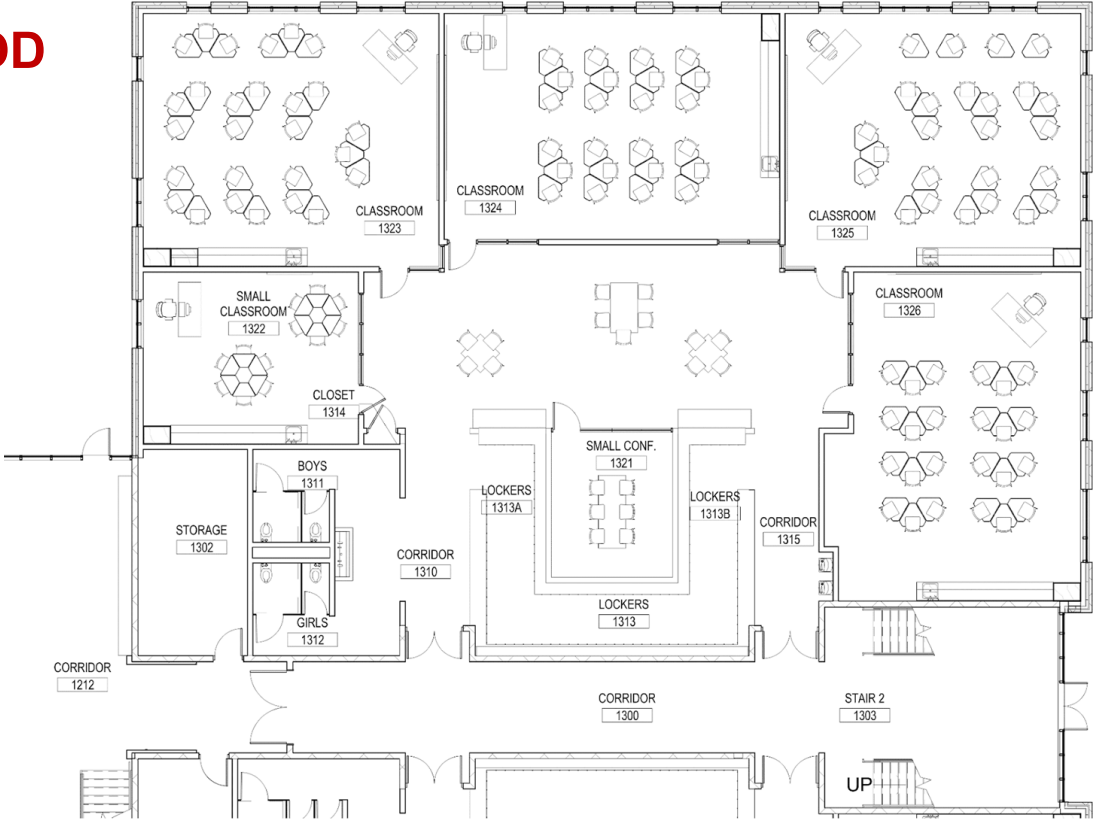 OD
CLASSROOM
1323
CLASSROOM
1324
CLASSROOM
1325
SMALL
CLASSROOM
1322
CLASSROOM
1326
CLOSET
1314
SMALL CONF.
1321
BOYS
1311
LOCKERS
1313A
LOCKERS
1313B
STORAGE
1302
CORRIDOR
1315
CORRIDOR
1310
LOCKERS
1313
GIRLS
1312
CORRIDOR
1212
CORRIDOR
1300
STAIR 2
1303
UP